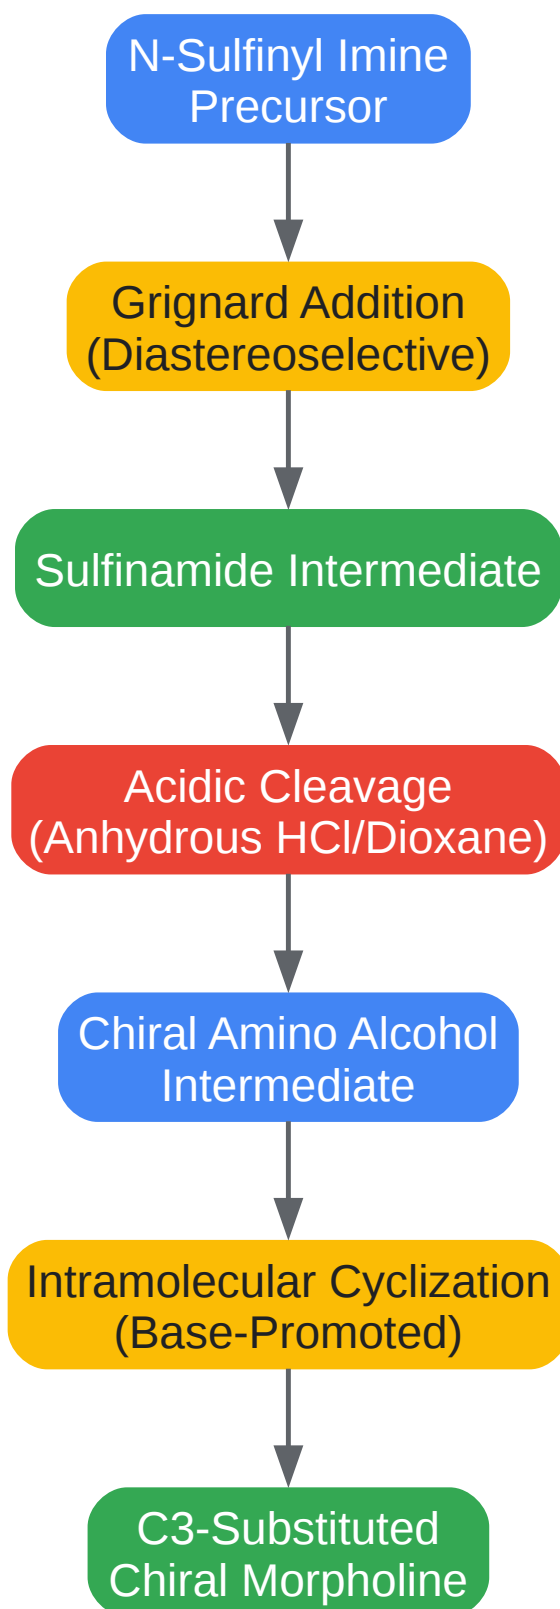 N-Sulfinyl Imine
Precursor
Grignard Addition
(Diastereoselective)
Sulfinamide Intermediate
Acidic Cleavage
(Anhydrous HCl/Dioxane)
Chiral Amino Alcohol
Intermediate
Intramolecular Cyclization
(Base-Promoted)
C3-Substituted
Chiral Morpholine